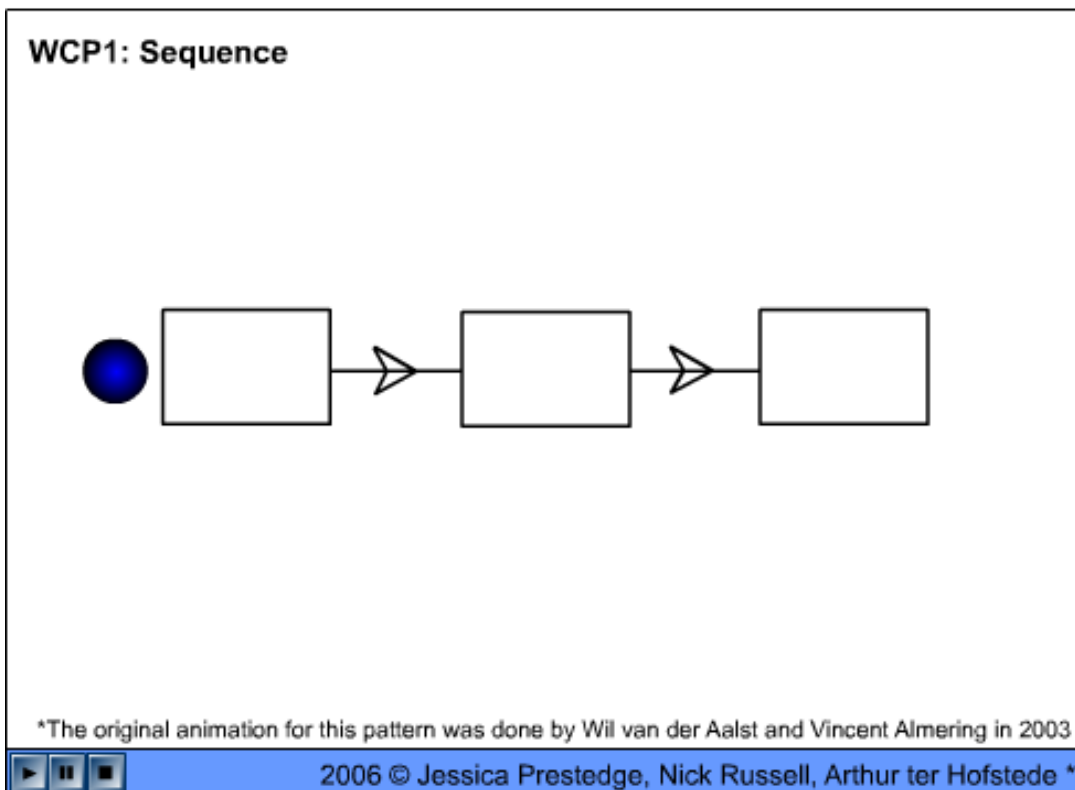 WCP1: Sequence
*The original animation for this pattern was done by Wil van der Aalst and Vincent Almering in 2003
2006 © Jessica Prestedge, Nick Russell, Arthur ter Hofstede *